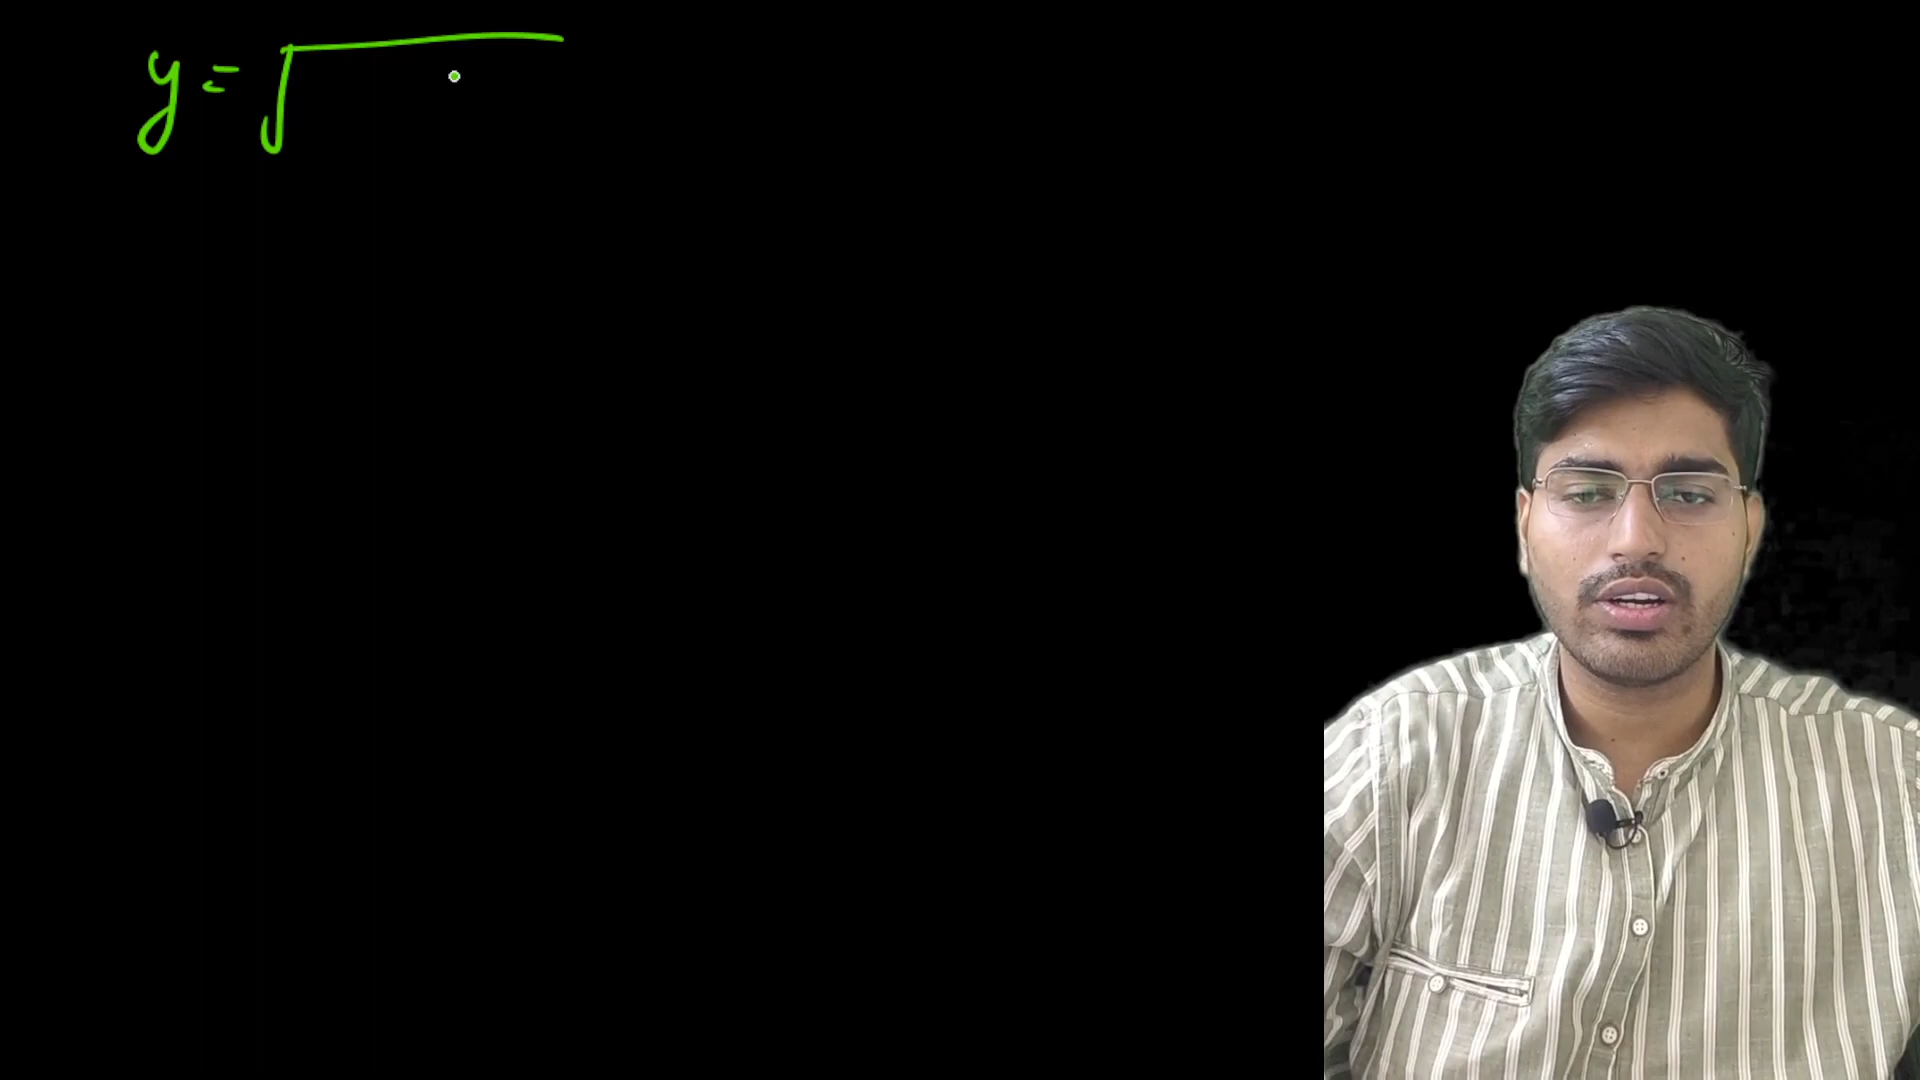 y = √